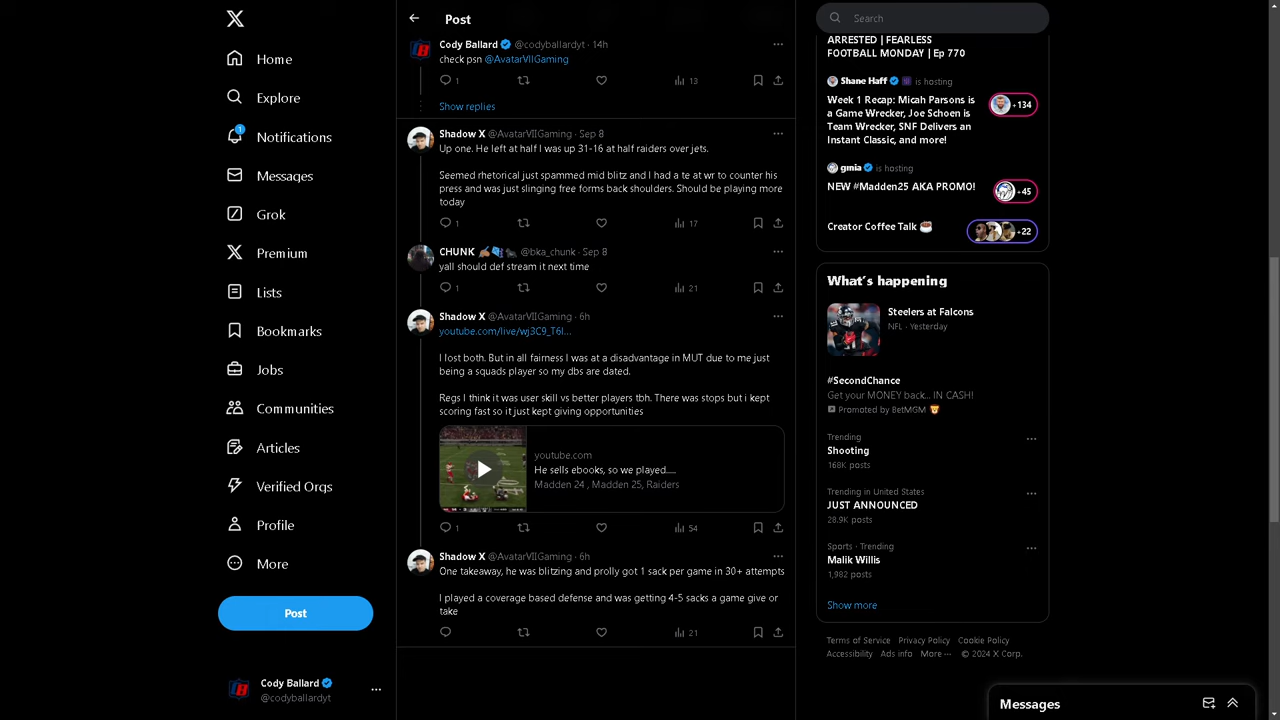 Home
Explore
1
Notifications
Messages
Grok
Premium
Lists
Bookmarks
Jobs
Communities
Articles
Verified Orgs
Profile
More
Post
Cody Ballard
@codyballardyt
Post
Cody Ballard @codyballardyt · 14h
check psn @AvatarVIIGaming
1 13
Show replies
Shadow X @AvatarVIIGaming · Sep 8
Up one. He left at half I was up 31-16 at half raiders over jets.
Seemed rhetorical just spammed mid blitz and I had a te at wr to counter his
press and was just slinging free forms back shoulders. Should be playing more
today
1 17
CHUNK @bka_chunk · Sep 8
yall should def stream it next time
1 21
Shadow X @AvatarVIIGaming · 6h
youtube.com/live/wj3C9_T6I...
I lost both. But in all fairness I was at a disadvantage in MUT due to me just
being a squads player so my dbs are dated.
Regs I think it was user skill vs better players tbh. There was stops but i kept
scoring fast so it just kept giving opportunities
youtube.com
He sells ebooks, so we played.....
Madden 24 , Madden 25, Raiders
1 54
Shadow X @AvatarVIIGaming · 6h
One takeaway, he was blitzing and prolly got 1 sack per game in 30+ attempts
I played a coverage based defense and was getting 4-5 sacks a game give or
take
21
Search
ARRESTED | FEARLESS
FOOTBALL MONDAY | Ep 770
Shane Haff is hosting
Week 1 Recap: Micah Parsons is
a Game Wrecker, Joe Schoen is
Team Wrecker, SNF Delivers an
Instant Classic, and more!
+134
gmia is hosting
NEW #Madden25 AKA PROMO!
+45
Creator Coffee Talk
+22
What's happening
Steelers at Falcons
NFL · Yesterday
#SecondChance
Get your MONEY back... IN CASH!
Promoted by BetMGM
Trending
Shooting
168K posts
Trending in United States
JUST ANNOUNCED
28.9K posts
Sports · Trending
Malik Willis
1,982 posts
Show more
Terms of Service Privacy Policy Cookie Policy
Accessibility Ads info More ··· © 2024 X Corp.
Messages